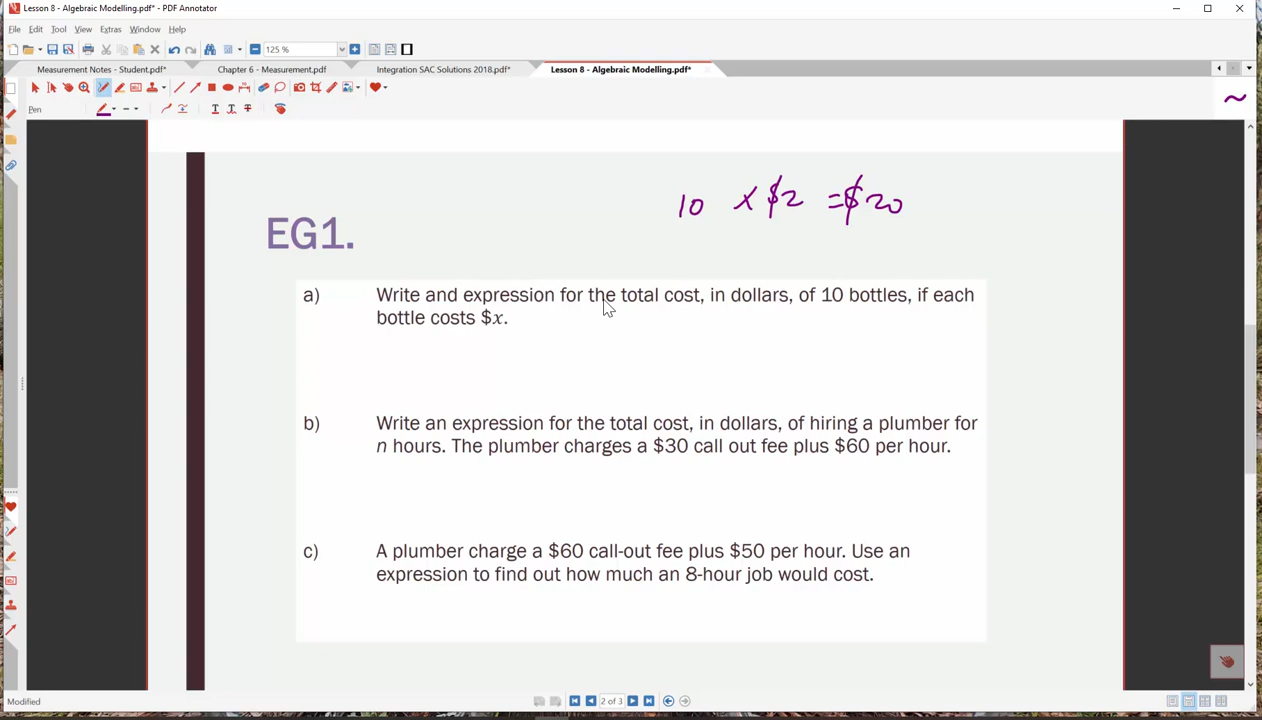 Lesson 8 - Algebraic Modelling.pdf* - PDF Annotator
File Edit Tool View Extras Window Help
125 %
Measurement Notes - Student.pdf* Chapter 6 - Measurement.pdf Integration SAC Solutions 2018.pdf* Lesson 8 - Algebraic Modelling.pdf*
Pen
10 x $2 = $20
EG1.
a) Write and expression for the total cost, in dollars, of 10 bottles, if each
bottle costs $x.
b) Write an expression for the total cost, in dollars, of hiring a plumber for
n hours. The plumber charges a $30 call out fee plus $60 per hour.
c) A plumber charge a $60 call-out fee plus $50 per hour. Use an
expression to find out how much an 8-hour job would cost.
Modified
2 of 3